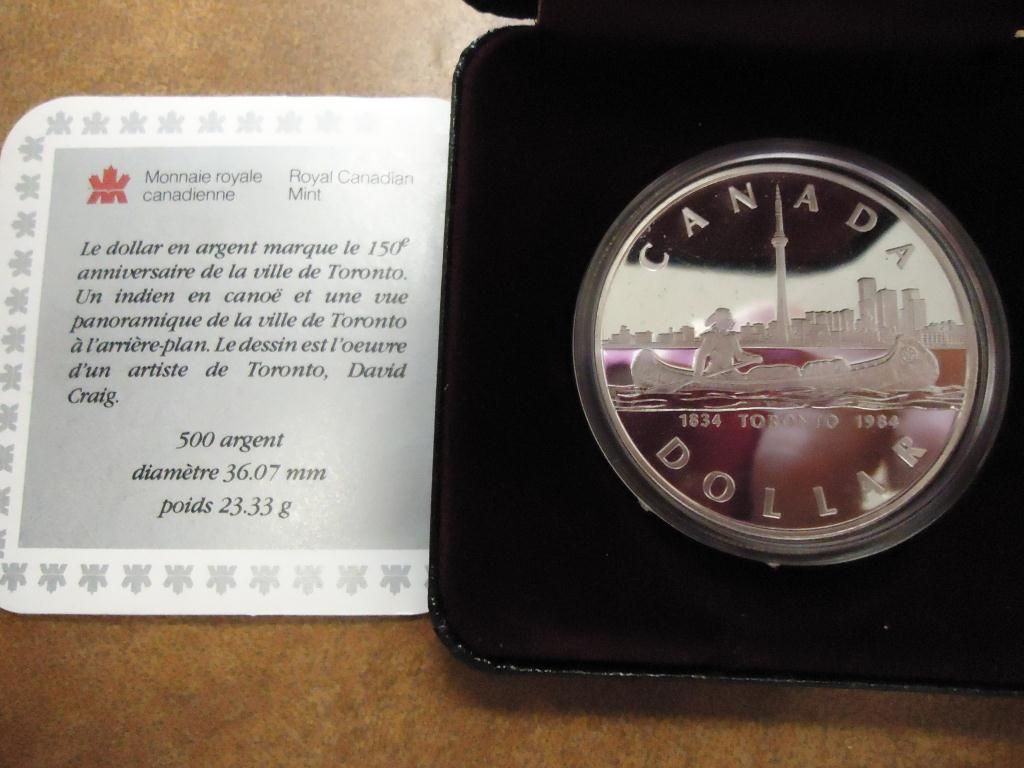 Monnaie royale canadienne
Royal Canadian Mint
Le dollar en argent marque le 150e
anniversaire de la ville de Toronto.
Un indien en canoë et une vue
panoramique de la ville de Toronto
à l'arrière-plan. Le dessin est l'oeuvre
d'un artiste de Toronto, David
Craig.
500 argent
diamètre 36.07 mm
poids 23.33 g
CANADA
1834 TORONTO 1984
DOLLAR